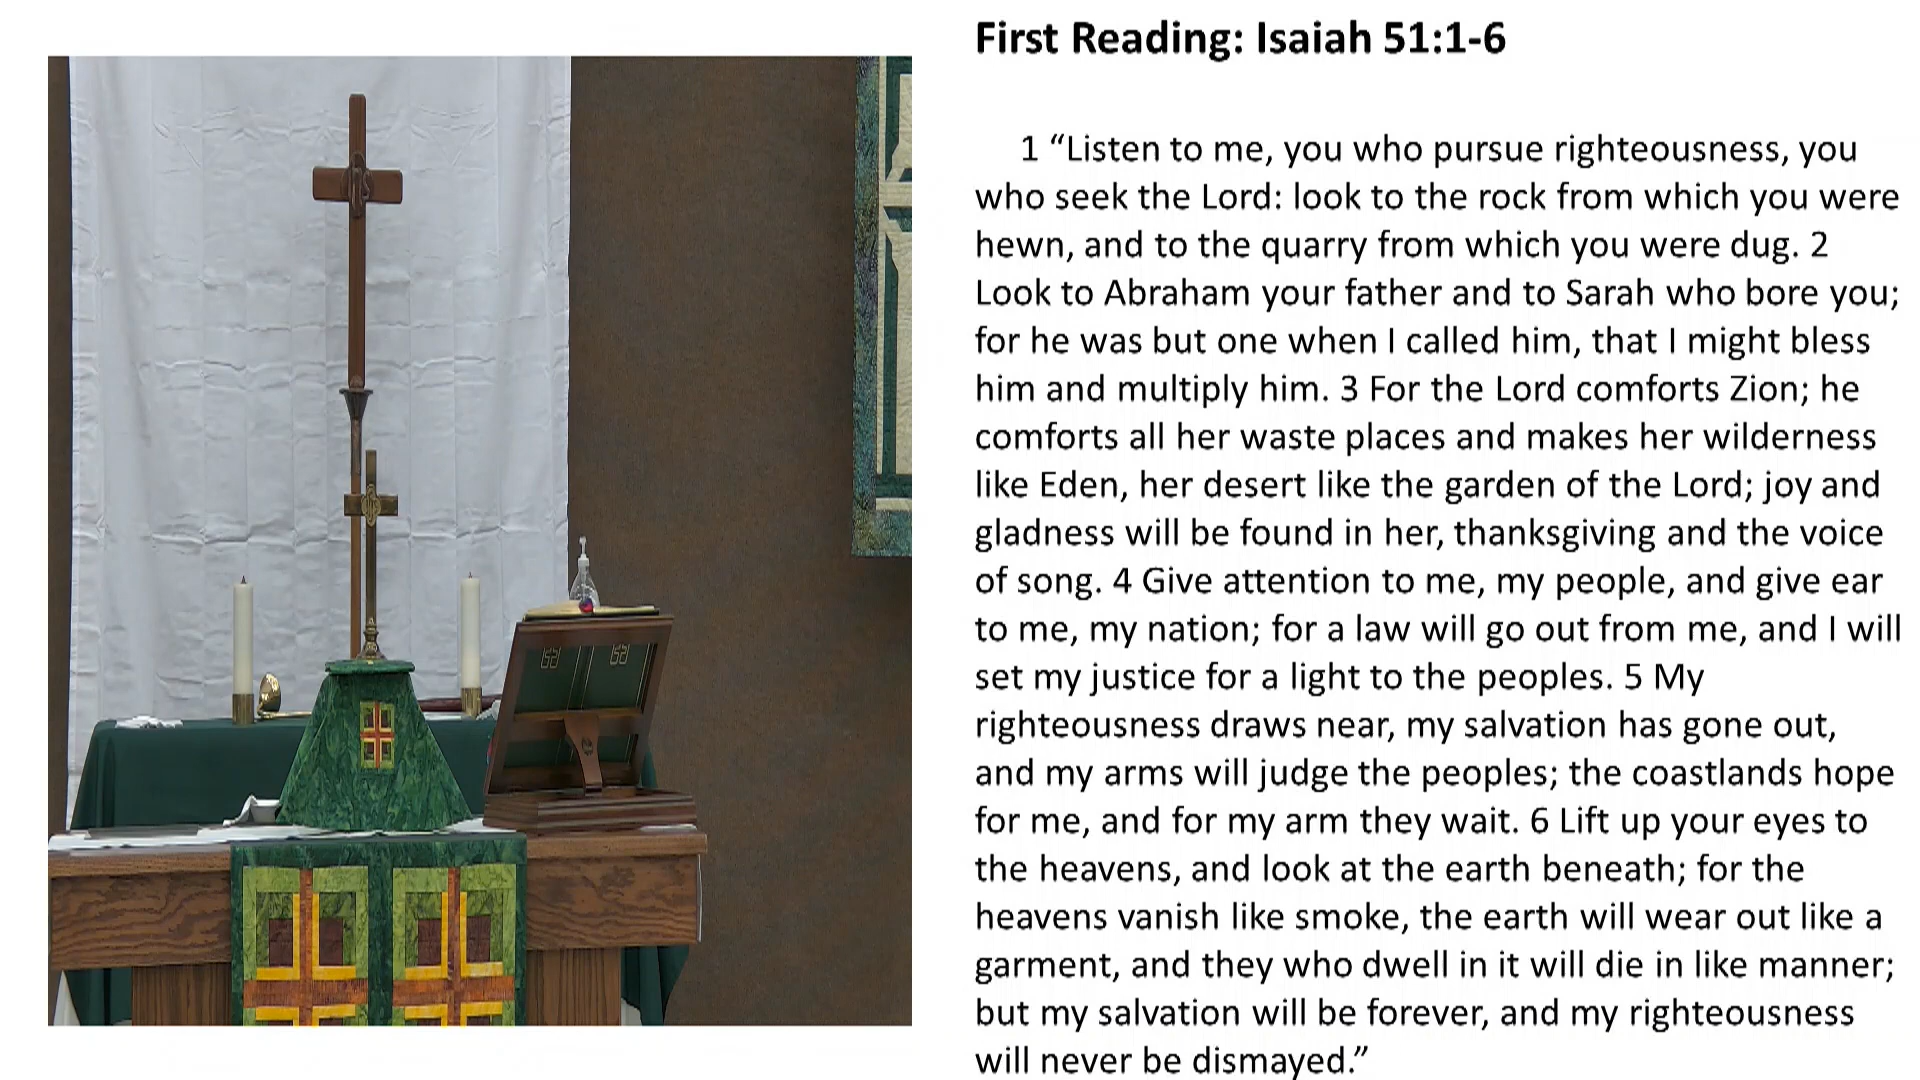 First Reading: Isaiah 51:1-6
1 “Listen to me, you who pursue righteousness, you
who seek the Lord: look to the rock from which you were
hewn, and to the quarry from which you were dug. 2
Look to Abraham your father and to Sarah who bore you;
for he was but one when I called him, that I might bless
him and multiply him. 3 For the Lord comforts Zion; he
comforts all her waste places and makes her wilderness
like Eden, her desert like the garden of the Lord; joy and
gladness will be found in her, thanksgiving and the voice
of song. 4 Give attention to me, my people, and give ear
to me, my nation; for a law will go out from me, and I will
set my justice for a light to the peoples. 5 My
righteousness draws near, my salvation has gone out,
and my arms will judge the peoples; the coastlands hope
for me, and for my arm they wait. 6 Lift up your eyes to
the heavens, and look at the earth beneath; for the
heavens vanish like smoke, the earth will wear out like a
garment, and they who dwell in it will die in like manner;
but my salvation will be forever, and my righteousness
will never be dismayed.”